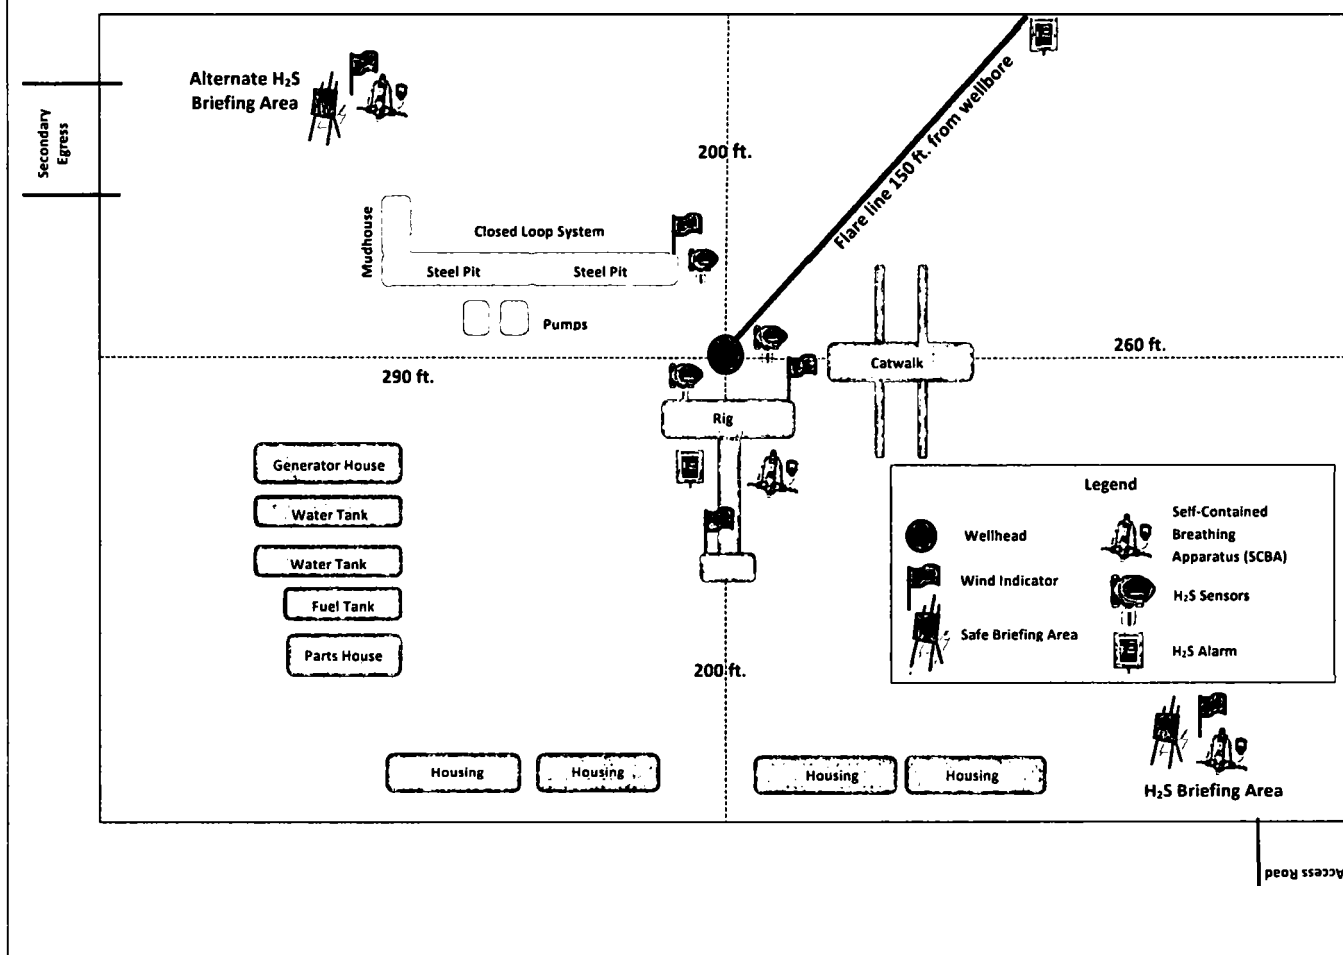 Alternate H₂S
Briefing Area
Secondary
Egress
200 ft.
Flare line 150 ft. from wellbore
Mudhouse
Closed Loop System
Steel Pit
Steel Pit
Pumps
290 ft.
260 ft.
Catwalk
Rig
Generator House
Water Tank
Water Tank
Fuel Tank
Parts House
200 ft.
Legend
Wellhead
Wind Indicator
Safe Briefing Area
Self-Contained
Breathing
Apparatus (SCBA)
H₂S Sensors
H₂S Alarm
Housing
Housing
Housing
Housing
H₂S Briefing Area
Access Road